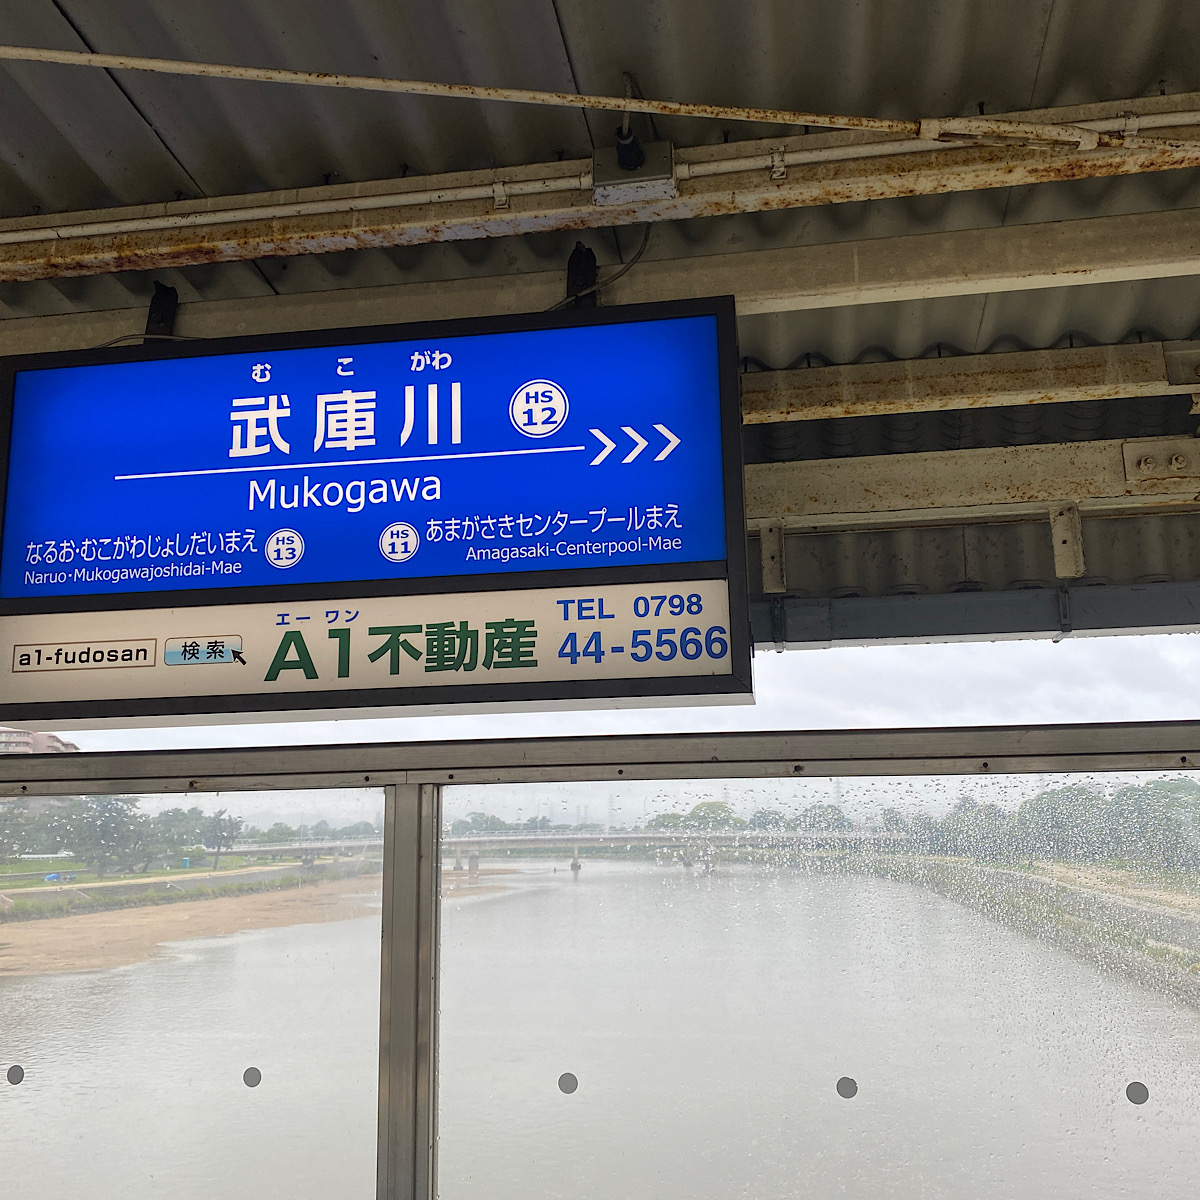 むこがわ
武庫川
HS
12
Mukogawa
なるお・むこがわじょしだいまえ
HS
13
Naruo・Mukogawajoshidai-Mae
HS
11
あまがさきセンタープールまえ
Amagasaki-Centerpool-Mae
a1-fudosan 検索
エーワン
A1不動産
TEL 0798
44-5566